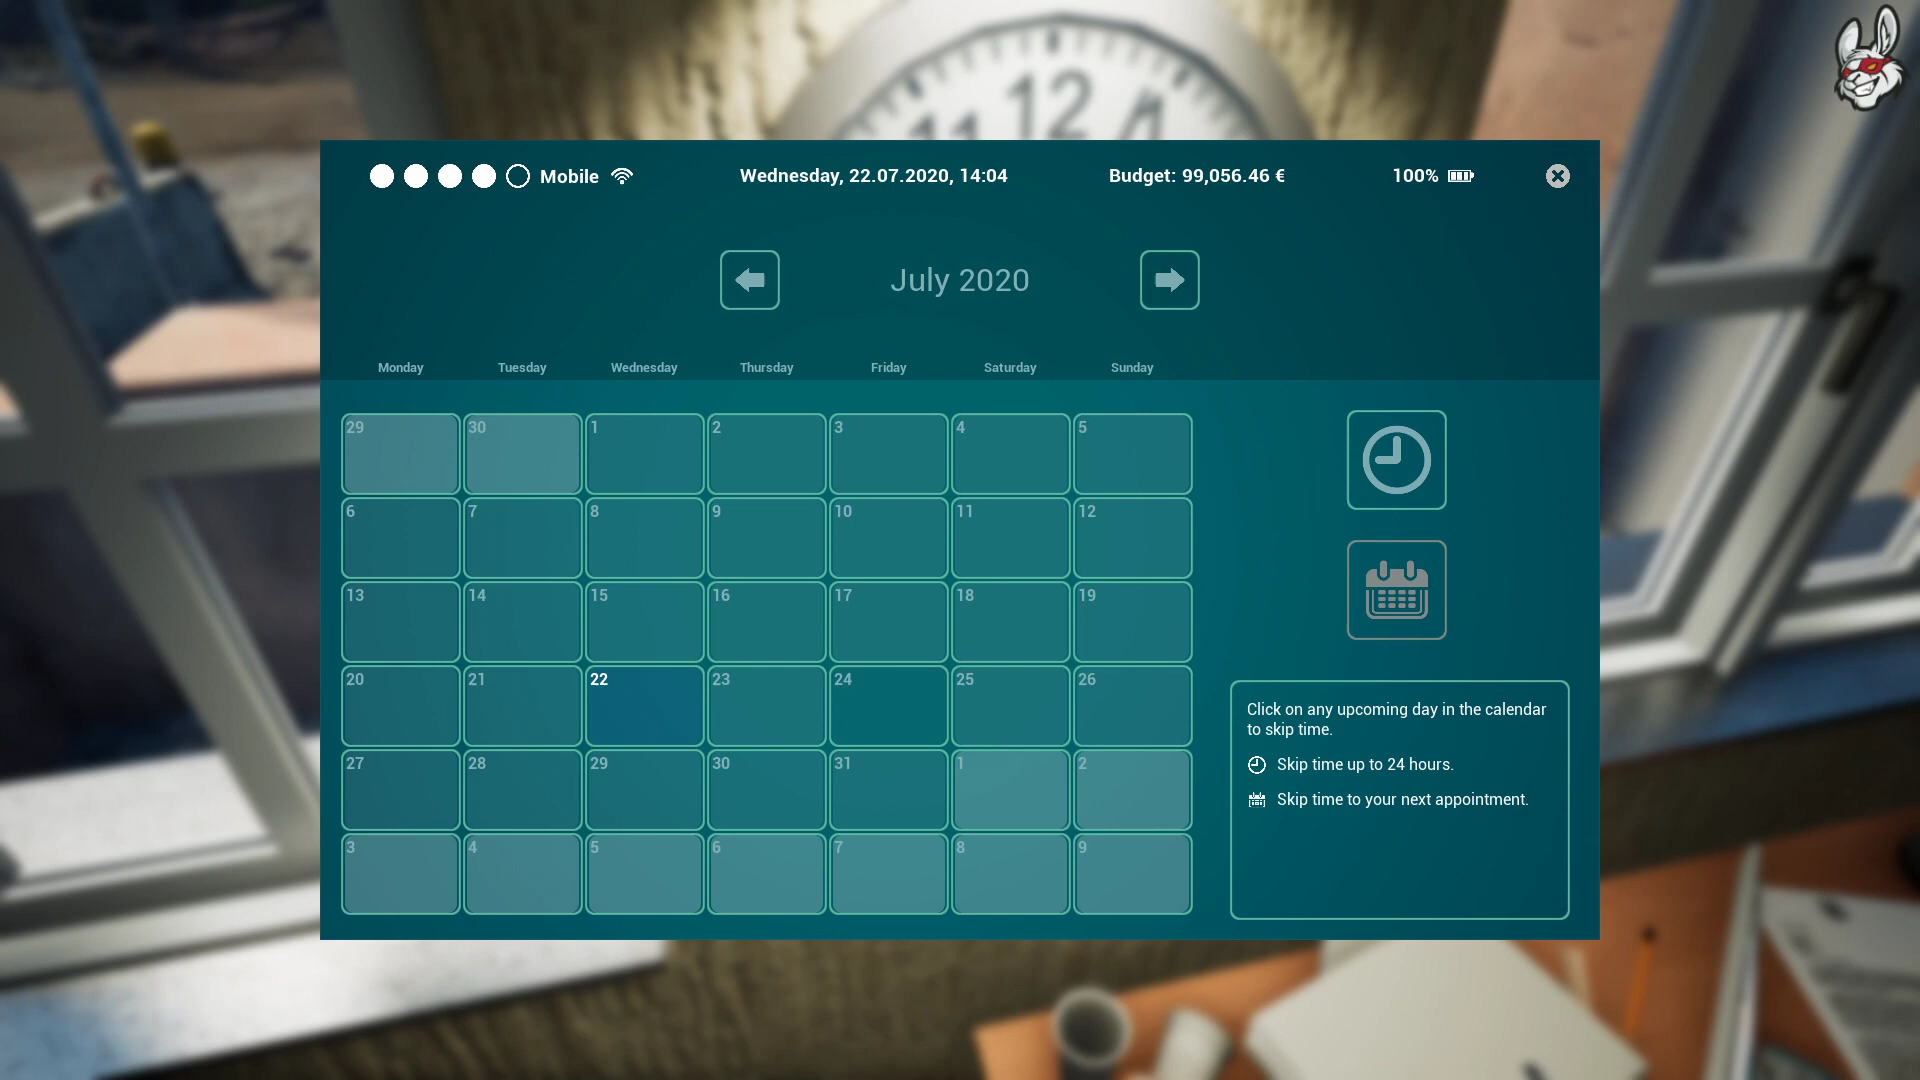 11 12
Mobile Wednesday, 22.07.2020, 14:04 Budget: 99,056.46 € 100%
July 2020
Monday Tuesday Wednesday Thursday Friday Saturday Sunday
29 30 1 2 3 4 5
6 7 8 9 10 11 12
13 14 15 16 17 18 19
20 21 22 23 24 25 26
27 28 29 30 31 1 2
3 4 5 6 7 8 9
Click on any upcoming day in the calendar
to skip time.
Skip time up to 24 hours.
Skip time to your next appointment.